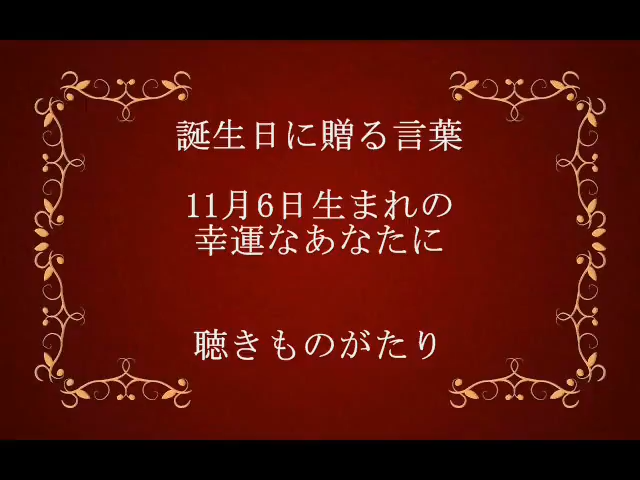 誕生日に贈る言葉
11月6日生まれの
幸運なあなたに
聴きものがたり